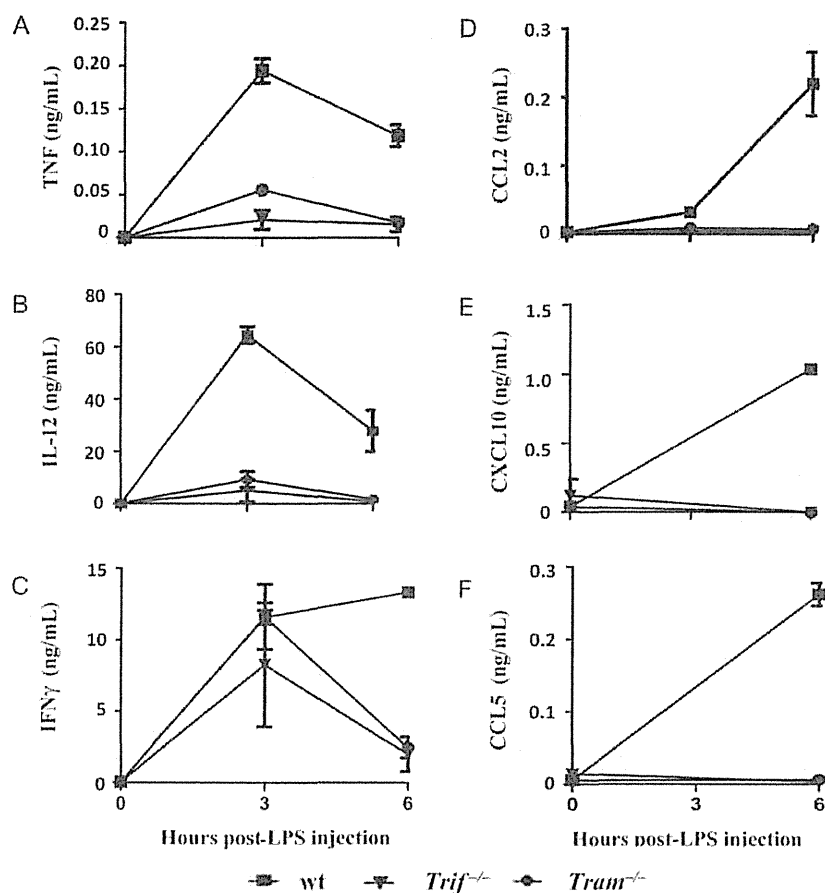 A
TNF (ng/mL)
0.20
0.15
0.10
0.05
0
B
IL-12 (ng/mL)
80
60
40
20
0
C
IFNγ (ng/mL)
15
10
5
0
0 3 6
Hours post-LPS injection
D
CCL2 (ng/mL)
0.3
0.2
0.1
0
E
CXCL10 (ng/mL)
1.5
1.0
0.5
0
F
CCL5 (ng/mL)
0.3
0.2
0.1
0
0 3 6
Hours post-LPS injection
wt Trif−/− Tram−/−